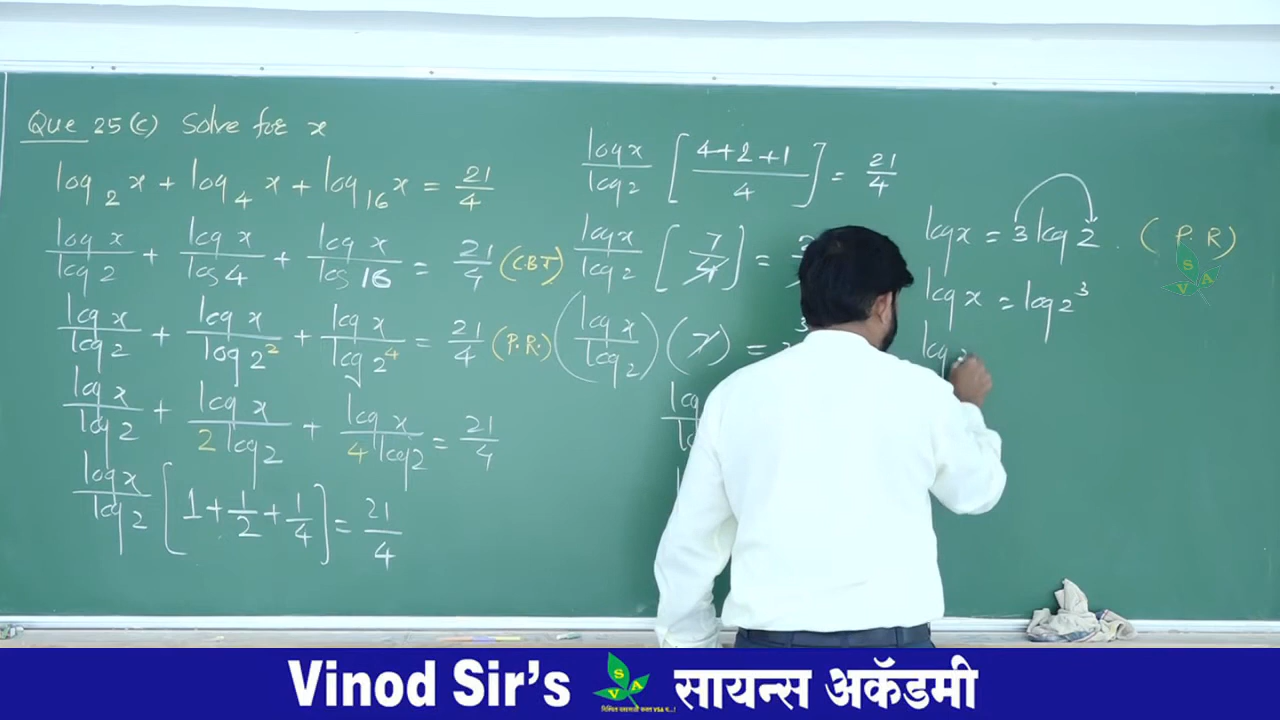 Que 25 (c) Solve for x
log₂ x + log₄ x + log₁₆ x = 21/4
log x/log 2 + log x/log 4 + log x/log 16 = 21/4 (C.B.T)
log x/log 2 + log x/log 2² + log x/log 2⁴ = 21/4 (P.R.)
log x/log 2 + log x/2 log 2 + log x/4 log 2 = 21/4
log x/log 2 [1 + 1/2 + 1/4] = 21/4
log x/log 2 [4+2+1/4] = 21/4
log x/log 2 [7/4] =
(log x/log 2) (7) =
log x = 3 log 2 . (P.R)
log x = log 2³
log
S
V A
Vinod Sir's S V A सायन्स अकॅडमी